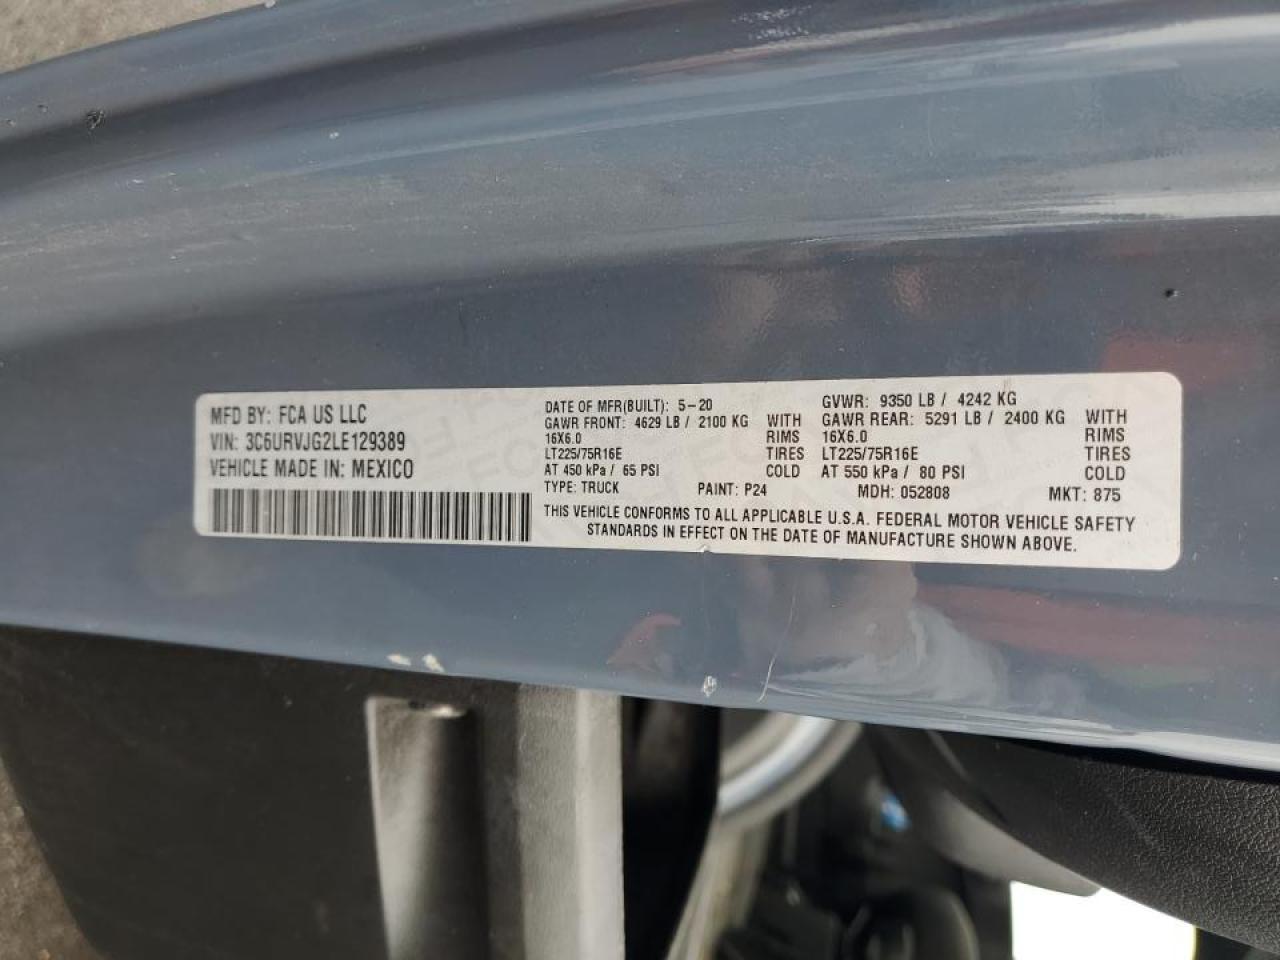 MFD BY: FCA US LLC
VIN: 3C6URVJG2LE129389
VEHICLE MADE IN: MEXICO
DATE OF MFR(BUILT): 5-20 GVWR: 9350 LB / 4242 KG
GAWR FRONT: 4629 LB / 2100 KG WITH GAWR REAR: 5291 LB / 2400 KG WITH
16X6.0 RIMS 16X6.0 RIMS
LT225/75R16E TIRES LT225/75R16E TIRES
AT 450 kPa / 65 PSI COLD AT 550 kPa / 80 PSI COLD
TYPE: TRUCK PAINT: P24 MDH: 052808 MKT: 875
THIS VEHICLE CONFORMS TO ALL APPLICABLE U.S.A. FEDERAL MOTOR VEHICLE SAFETY
STANDARDS IN EFFECT ON THE DATE OF MANUFACTURE SHOWN ABOVE.